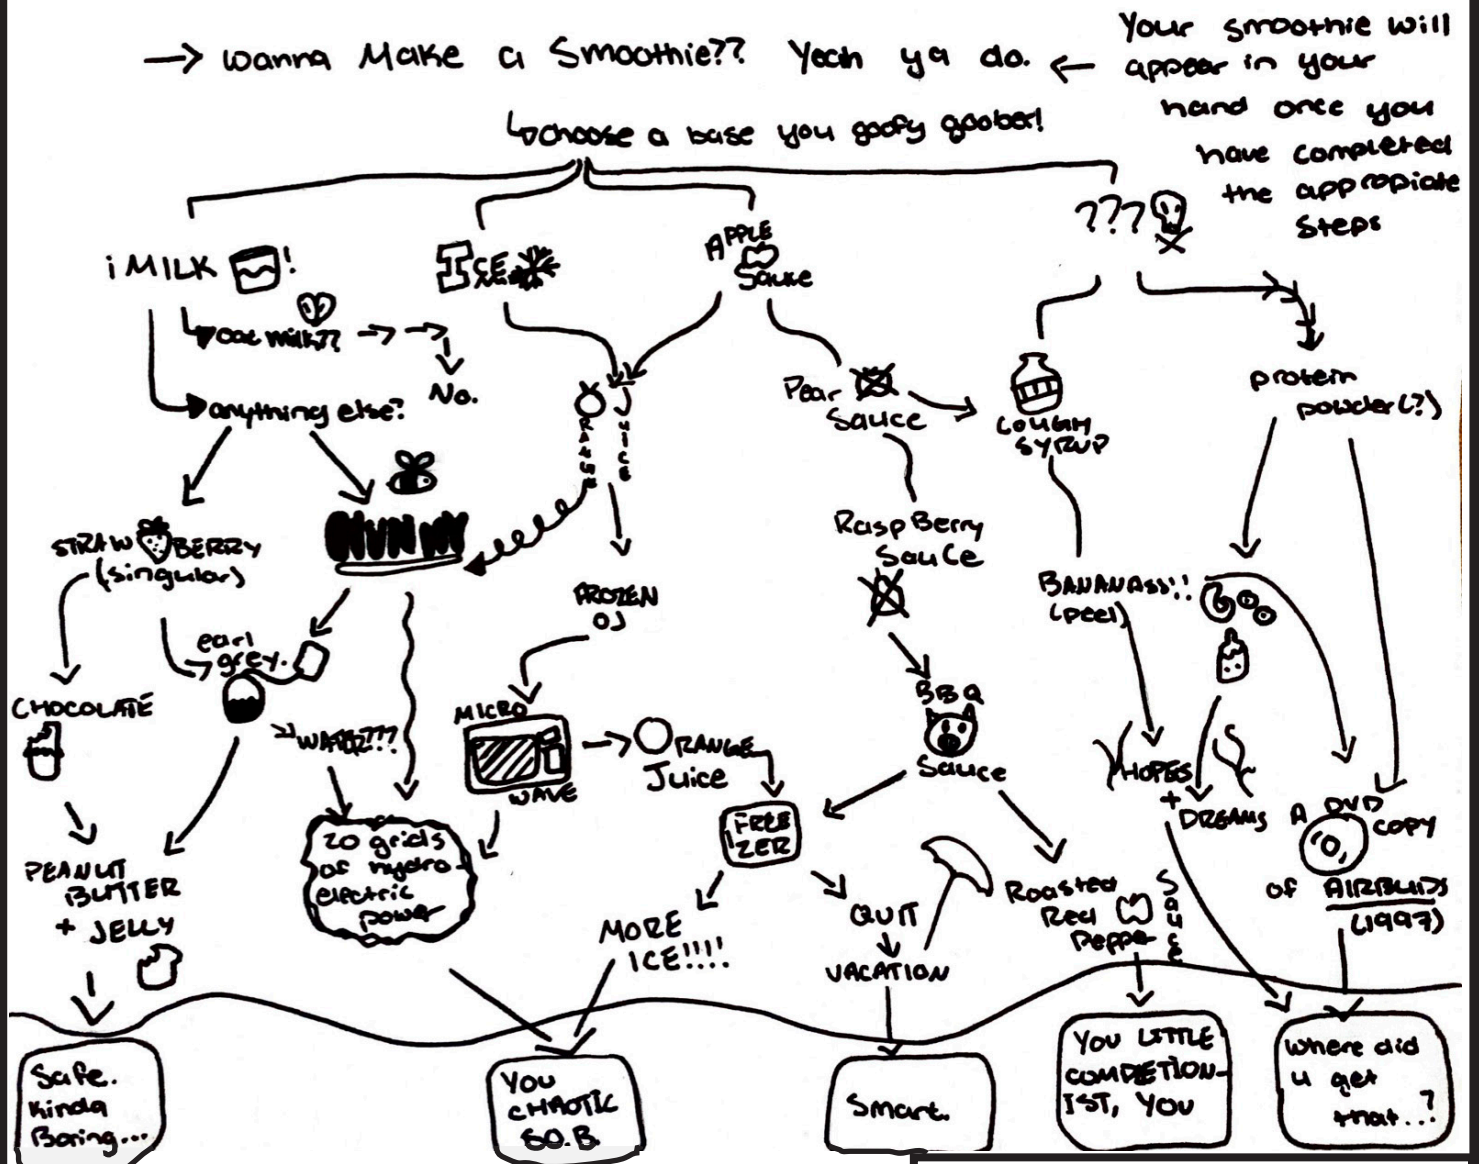 → Wanna Make a Smoothie?? Yeah ya do. ←
Your smoothie will
appear in your
hand once you
have completed
the appropiate
steps
↳ choose a base you goofy goober!
¡MILK!
ICE
APPLE
Sauce
???
oat milk??
No.
anything else?
ORANGE
JUICE
Pear
Sauce
COUGH
SYRUP
protein
powder(?)
STRAWBERRY
(singular)
HUNNY
Raspberry
Sauce
FROZEN
OJ
BANANASS!!
(peel)
earl
grey.
CHOCOLATE
WATER???
MICRO
WAVE
ORANGE
Juice
BBQ
Sauce
HOPES
+
DREAMS
A DVD
COPY
of AIRBUDS
(1997)
FREE
ZER
20 grids
of hydro-
electric
power
PEANUT
BUTTER
+ JELLY
MORE
ICE!!!!
QUIT
VACATION
Roasted
Red
Pepper
Sauce
Safe.
Kinda
Boring...
YOU
CHAOTIC
S.O.B.
Smart.
YOU LITTLE
COMPLETION-
IST, YOU
Where did
u get
that...?